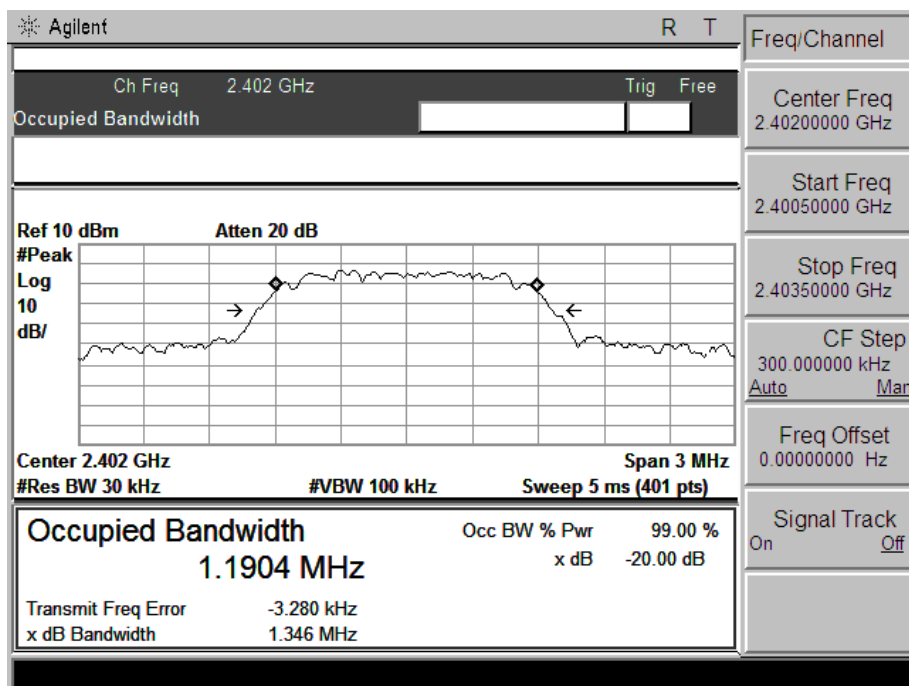 Agilent R T
Freq/Channel
Ch Freq 2.402 GHz Trig Free
Occupied Bandwidth
Center Freq
2.40200000 GHz
Start Freq
2.40050000 GHz
Stop Freq
2.40350000 GHz
CF Step
300.000000 kHz
Auto Man
Freq Offset
0.00000000 Hz
Signal Track
On Off
Ref 10 dBm Atten 20 dB
#Peak
Log
10
dB/
Center 2.402 GHz Span 3 MHz
#Res BW 30 kHz #VBW 100 kHz Sweep 5 ms (401 pts)
Occupied Bandwidth Occ BW % Pwr 99.00 %
1.1904 MHz x dB -20.00 dB
Transmit Freq Error -3.280 kHz
x dB Bandwidth 1.346 MHz